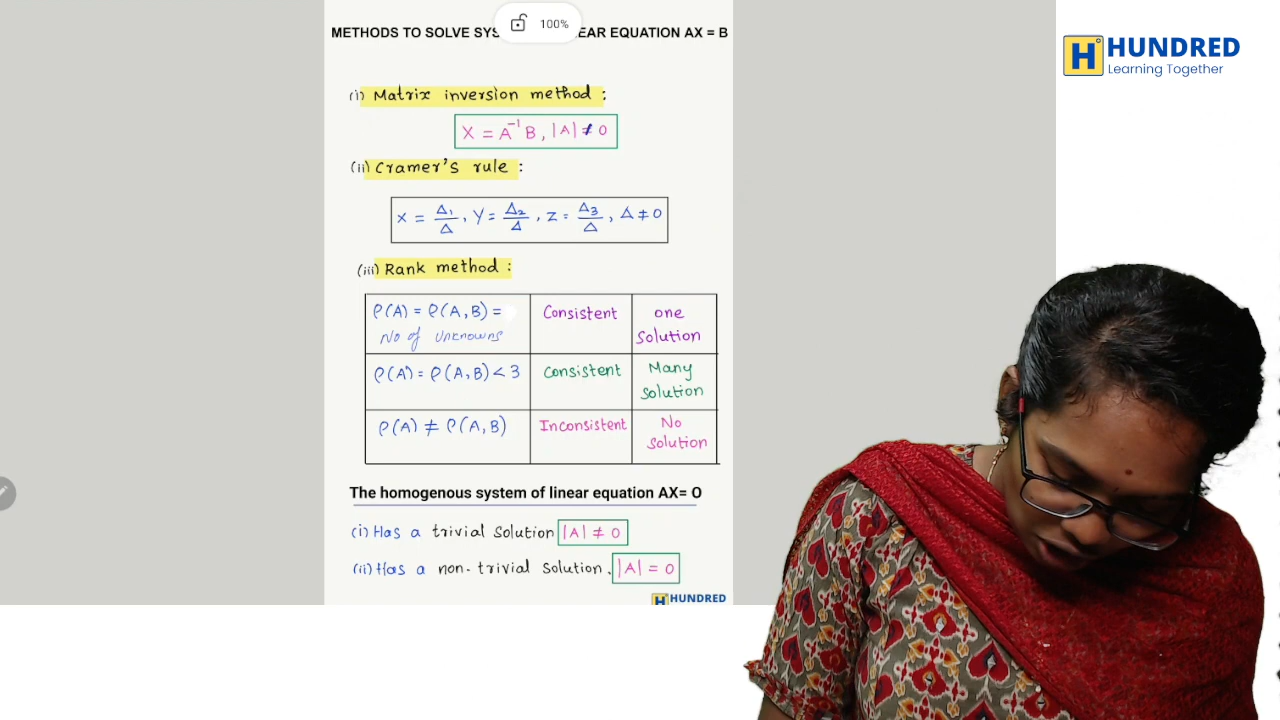 100%
METHODS TO SOLVE SYS EAR EQUATION AX = B
HUNDRED
Learning Together
(i) Matrix inversion method :
X = A⁻¹ B , |A| ≠ 0
(ii) Cramer's rule :
x = Δ₁/Δ , Y = Δ₂/Δ , z = Δ₃/Δ , Δ ≠ 0
(iii) Rank method :
ρ(A) = ρ(A,B) = Consistent one
No of Unknowns solution
ρ(A) = ρ(A,B) < 3 Consistent Many
solution
ρ(A) ≠ ρ(A,B) Inconsistent No
solution
The homogenous system of linear equation AX= O
(i) Has a trivial solution |A| ≠ 0
(ii) Has a non-trivial solution. |A| = 0
HUNDRED